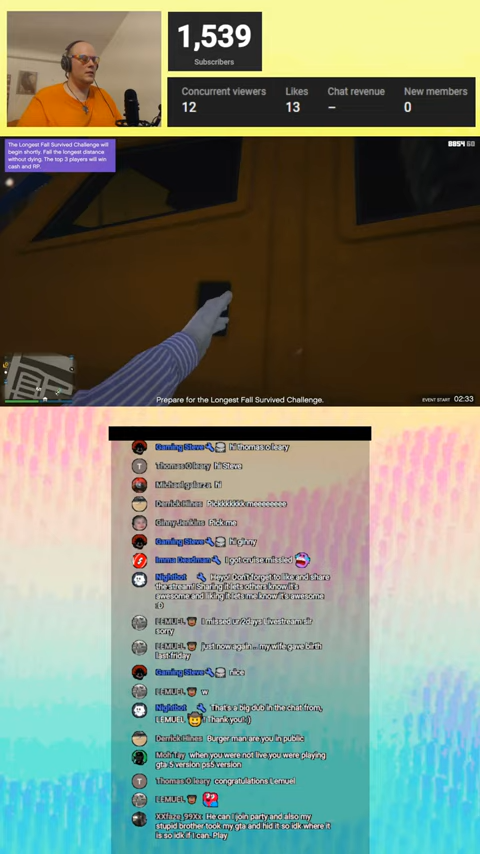 1,539
Subscribers
Concurrent viewers
12
Likes
13
Chat revenue
–
New members
0
The Longest Fall Survived Challenge will
begin shortly. Fall the longest distance
without dying. The top 3 players will win
cash and RP.
Prepare for the Longest Fall Survived Challenge.
EVENT START 02:33
Gaming Steve hi thomas o leary
Thomas O leary hi Steve
Michael galarza hi
Derrick Hines Pickkkkkk meeeeeeee
Ginny Jenkins Pick me
Gaming Steve hi ginny
Imma Deadman I got cruise missled
Nightbot Heyo! Don't forget to like and share
the stream! Sharing it lets others know it's
awesome and liking it lets me know it's awesome
:D
LEMUEL I missed ur 2days Livestream sir
sorry
LEMUEL just now again... my wife gave birth
last friday
Gaming Steve nice
LEMUEL w
Nightbot That's a big dub in the chat from,
LEMUEL ! Thank you! :)
Derrick Hines Burger man are you in public
when you were not live you were playing
gta 5 version ps5 version
Thomas O leary congratulations Lemuel
LEMUEL
XXfaze_99Xx He can I join party and also my
stupid brother took my gta and hid it so idk where it
is so idk if I can. Play